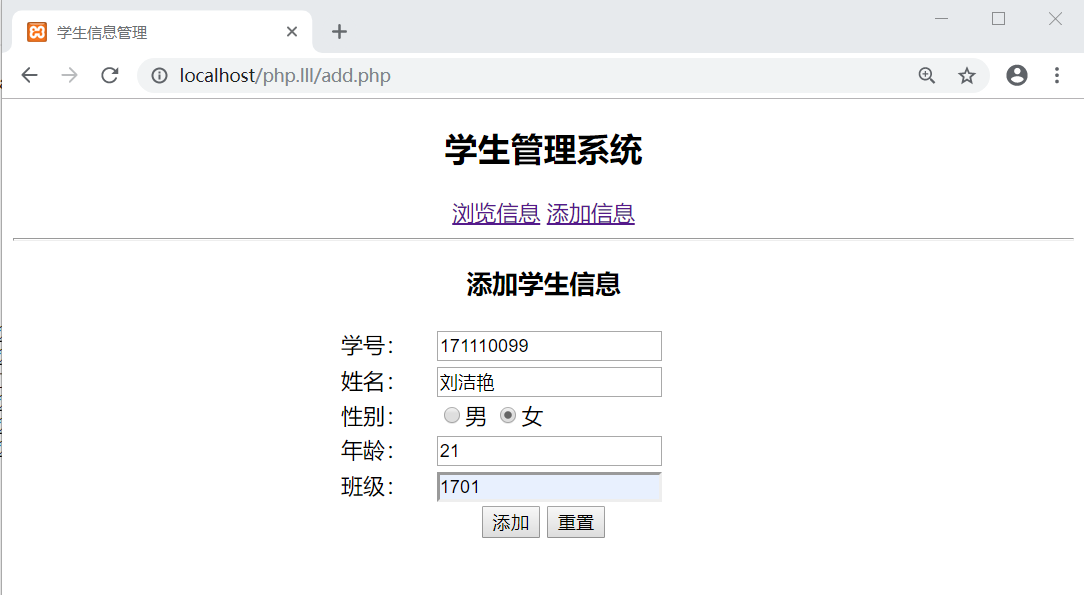 学生信息管理
localhost/php.lll/add.php
学生管理系统
浏览信息 添加信息
添加学生信息
学号： 171110099
姓名： 刘洁艳
性别： 男 女
年龄： 21
班级： 1701
添加 重置